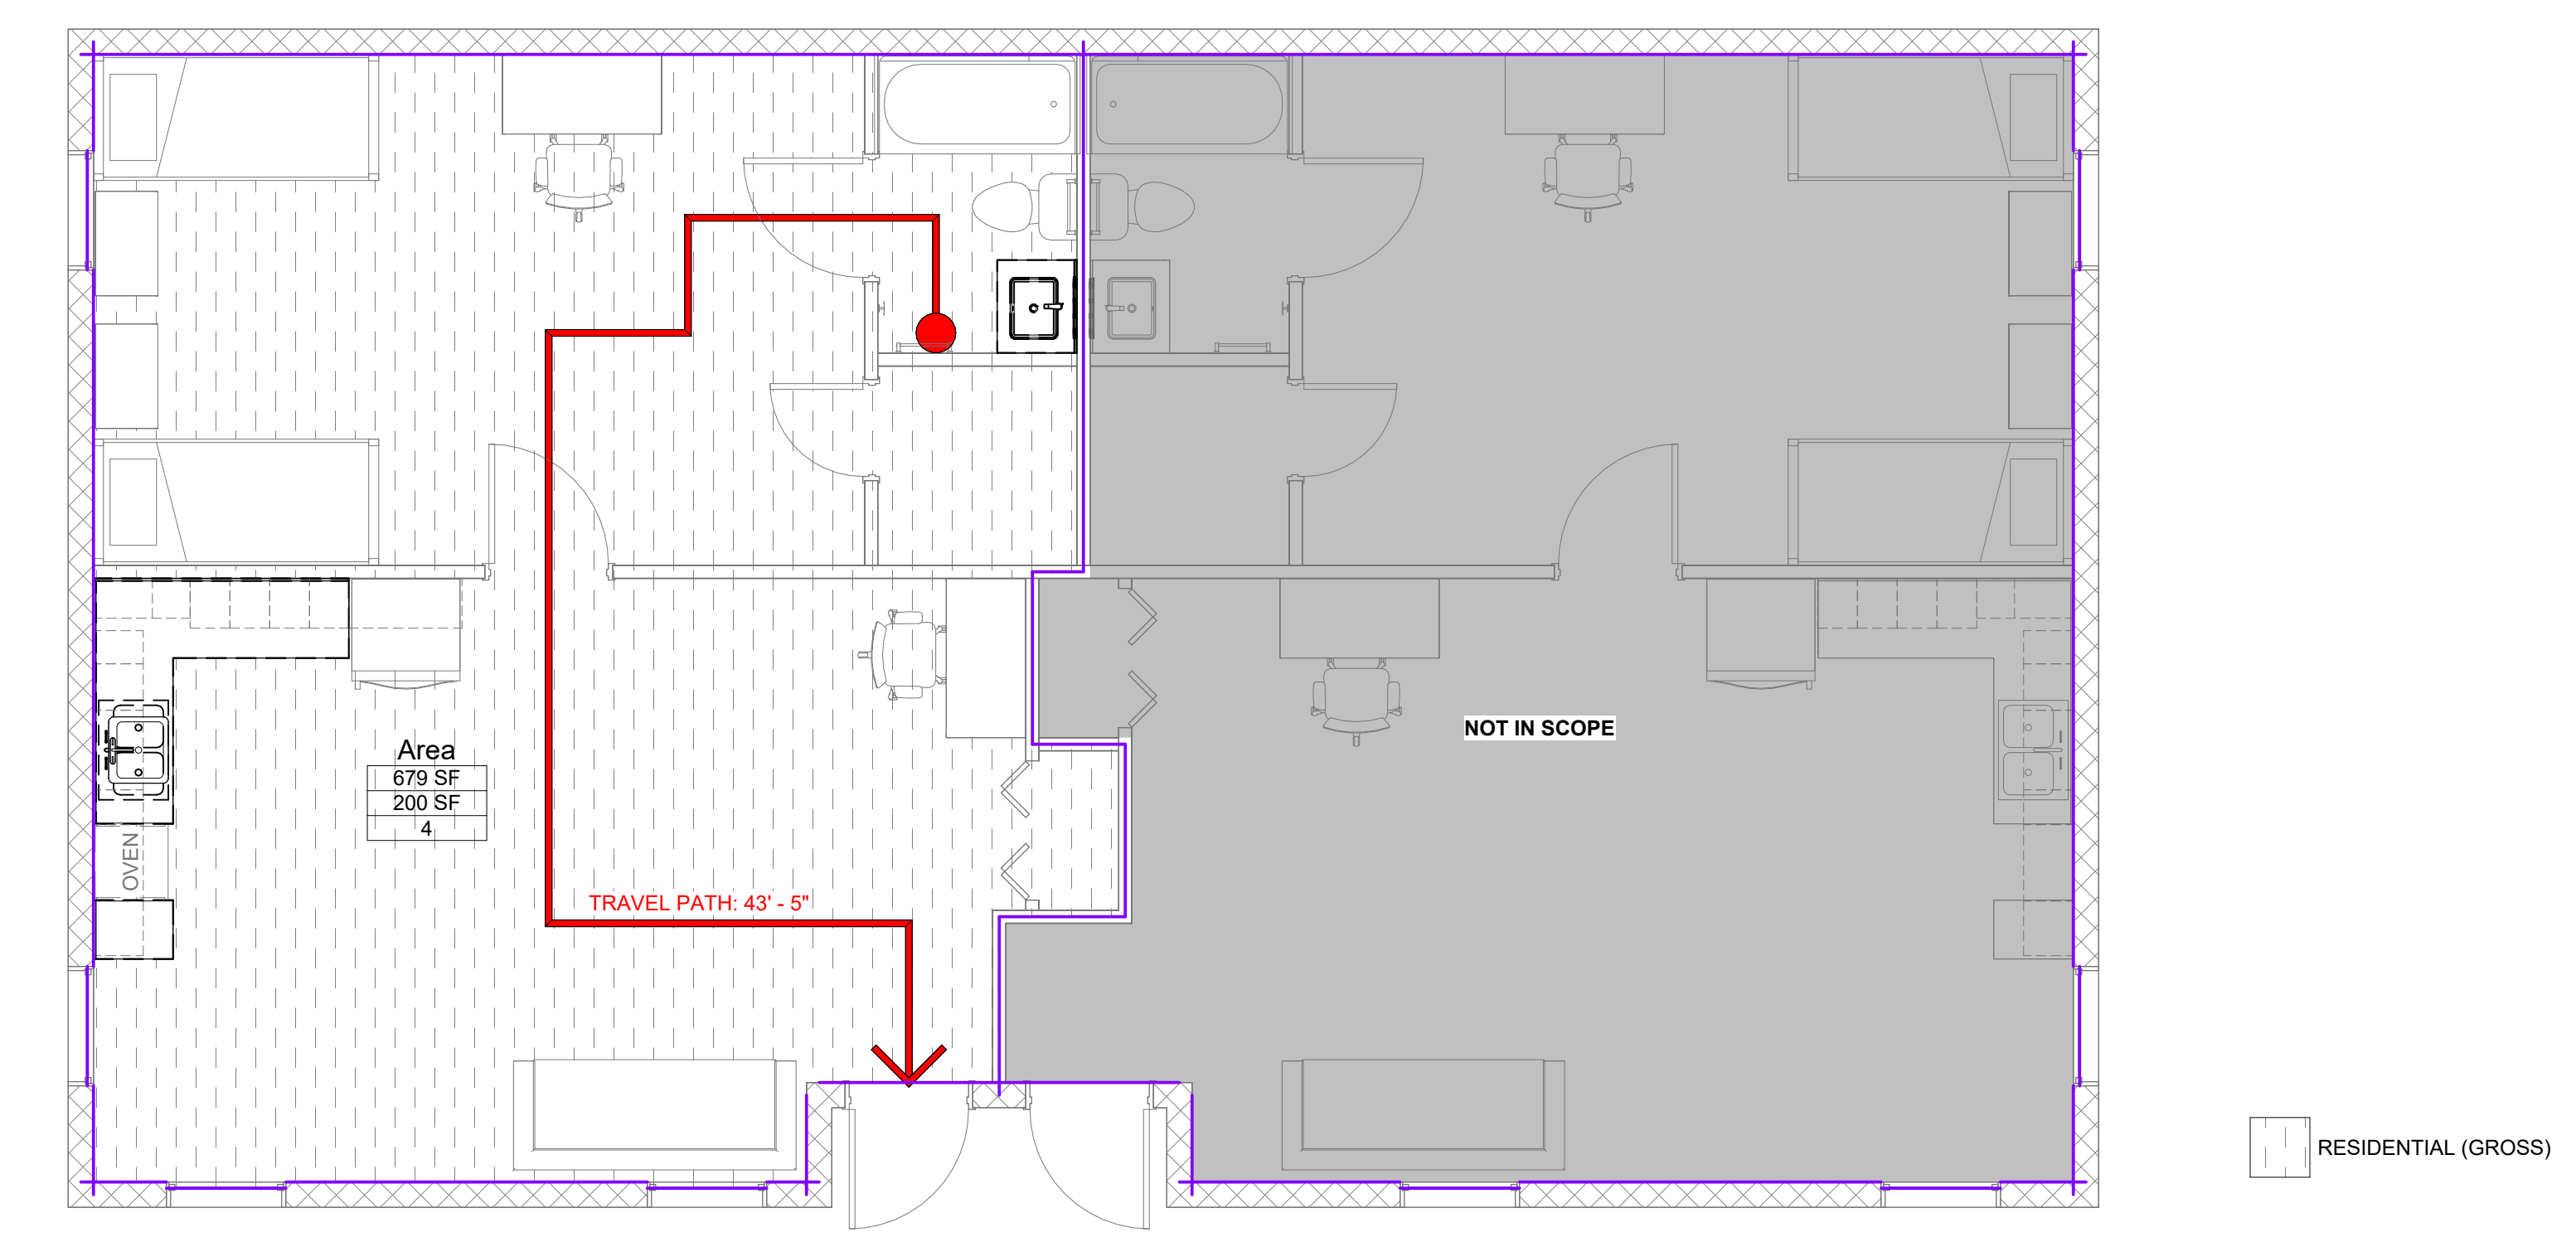 NOT IN SCOPE
Area
679 SF
200 SF
4
OVEN
TRAVEL PATH: 43' - 5"
RESIDENTIAL (GROSS)